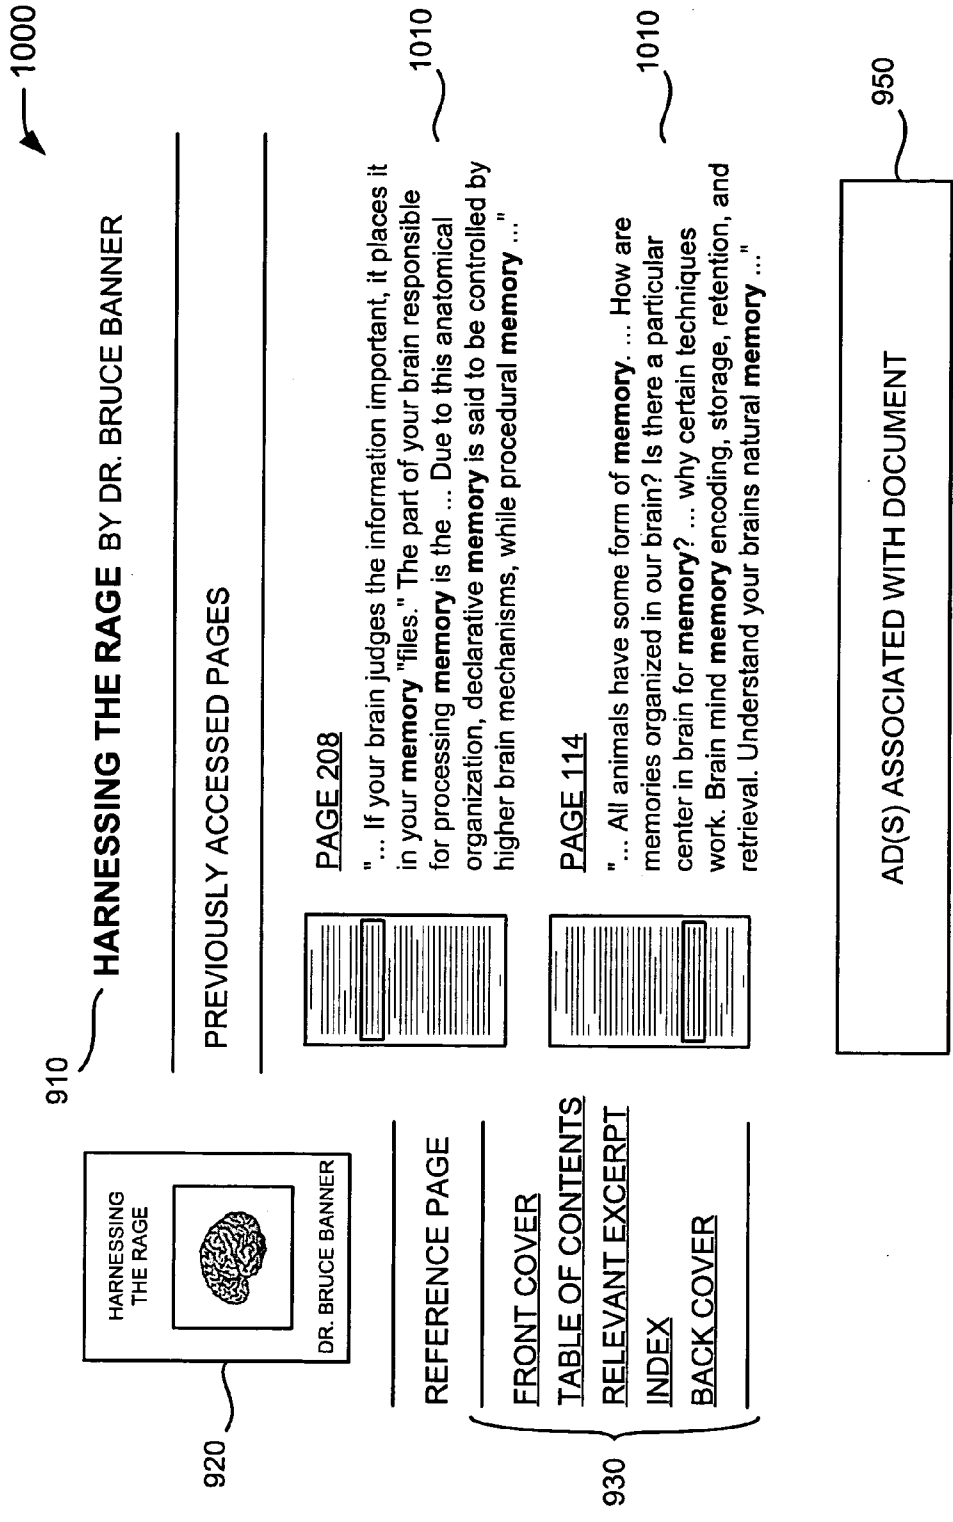 1000
910
HARNESSING THE RAGE BY DR. BRUCE BANNER
HARNESSING
THE RAGE
DR. BRUCE BANNER
920
REFERENCE PAGE
FRONT COVER
TABLE OF CONTENTS
RELEVANT EXCERPT
INDEX
BACK COVER
930
PREVIOUSLY ACCESSED PAGES
PAGE 208
" ... If your brain judges the information important, it places it
in your memory "files." The part of your brain responsible
for processing memory is the ... Due to this anatomical
organization, declarative memory is said to be controlled by
higher brain mechanisms, while procedural memory ..."
1010
PAGE 114
" ... All animals have some form of memory. ... How are
memories organized in our brain? Is there a particular
center in brain for memory? ... why certain techniques
work. Brain mind memory encoding, storage, retention, and
retrieval. Understand your brains natural memory ..."
1010
AD(S) ASSOCIATED WITH DOCUMENT
950